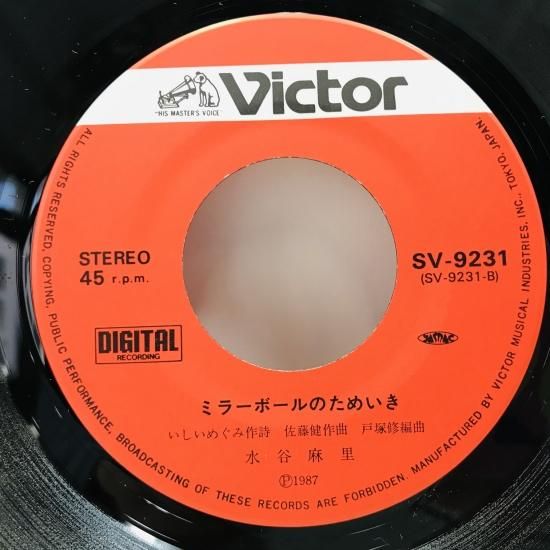 Victor
"HIS MASTER'S VOICE"
STEREO
45 r.p.m.
SV-9231
(SV-9231-B)
DIGITAL
RECORDING
JASRAC
ミラーボールのためいき
いしいめぐみ作詩 佐藤健作曲 戸塚修編曲
水谷麻里
Ⓟ1987
ALL RIGHTS RESERVED, COPYING, PUBLIC PERFORMANCE, BROADCASTING OF THESE RECORDS ARE FORBIDDEN. MANUFACTURED BY VICTOR MUSICAL INDUSTRIES, INC., TOKYO, JAPAN.